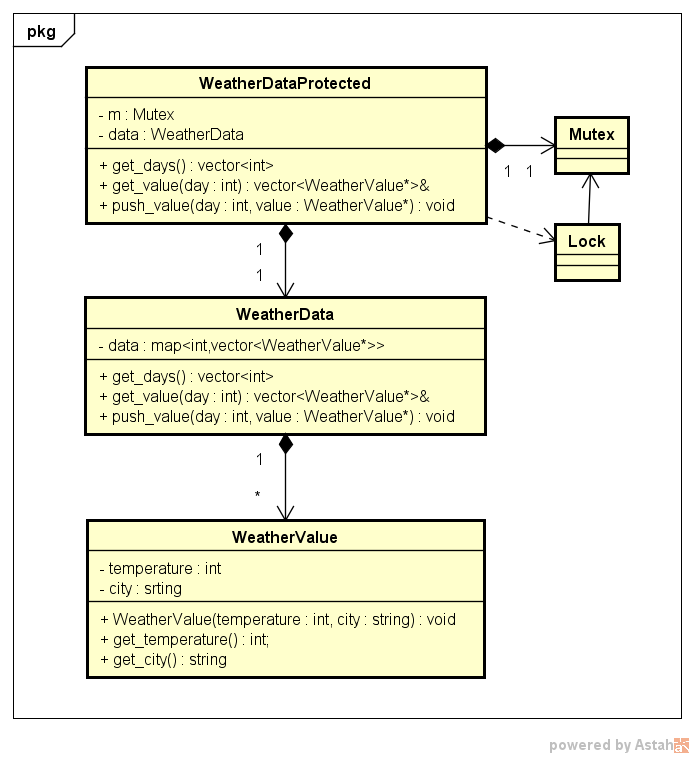 pkg
WeatherDataProtected
- m : Mutex
- data : WeatherData
+ get_days() : vector<int>
+ get_value(day : int) : vector<WeatherValue*>&
+ push_value(day : int, value : WeatherValue*) : void
Mutex
1 1
Lock
1
1
WeatherData
- data : map<int,vector<WeatherValue*>>
+ get_days() : vector<int>
+ get_value(day : int) : vector<WeatherValue*>&
+ push_value(day : int, value : WeatherValue*) : void
1
*
WeatherValue
- temperature : int
- city : srting
+ WeatherValue(temperature : int, city : string) : void
+ get_temperature() : int;
+ get_city() : string
powered by Astah